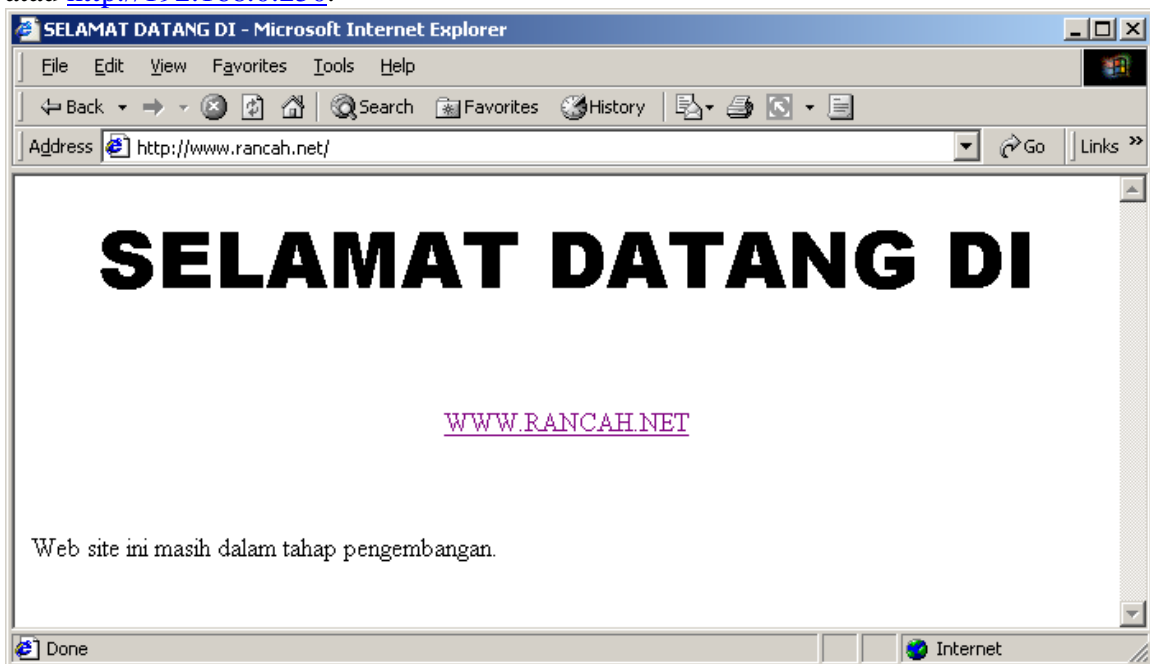 SELAMAT DATANG DI - Microsoft Internet Explorer
File Edit View Favorites Tools Help
Back Search Favorites History
Address http://www.rancah.net/ Go Links »
SELAMAT DATANG DI
WWW.RANCAH.NET
Web site ini masih dalam tahap pengembangan.
Done Internet